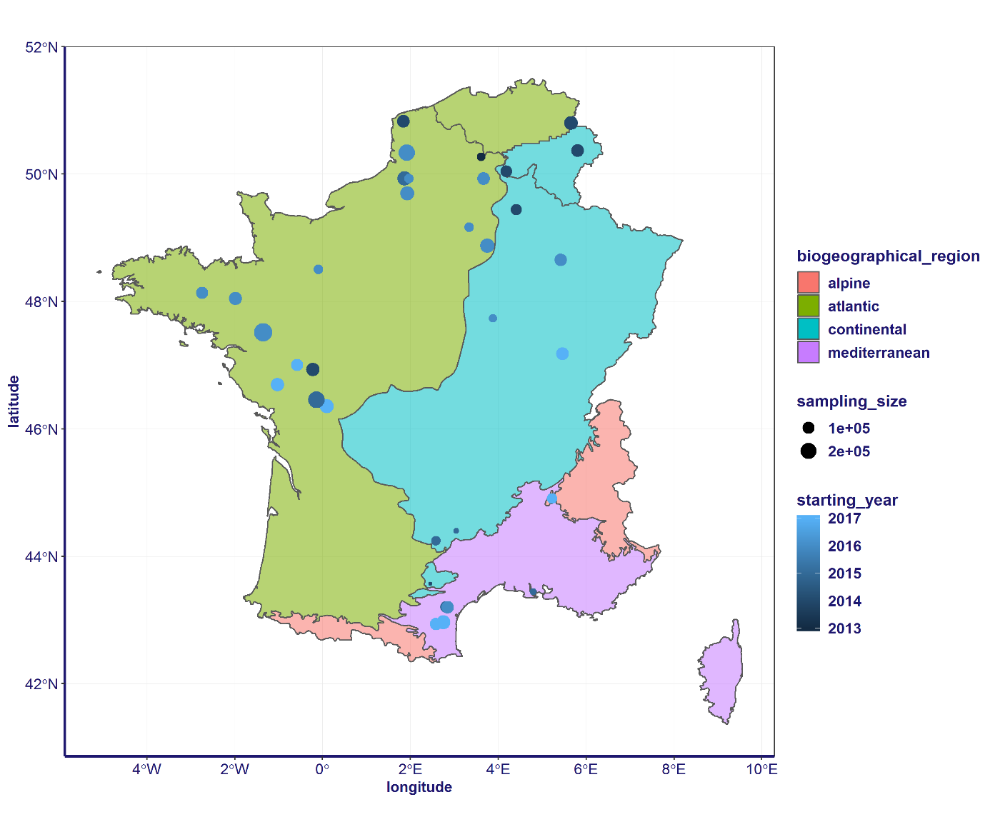 52°N
50°N
48°N
46°N
44°N
42°N
latitude
4°W 2°W 0° 2°E 4°E 6°E 8°E 10°E
longitude
biogeographical_region
alpine
atlantic
continental
mediterranean
sampling_size
1e+05
2e+05
starting_year
2017
2016
2015
2014
2013